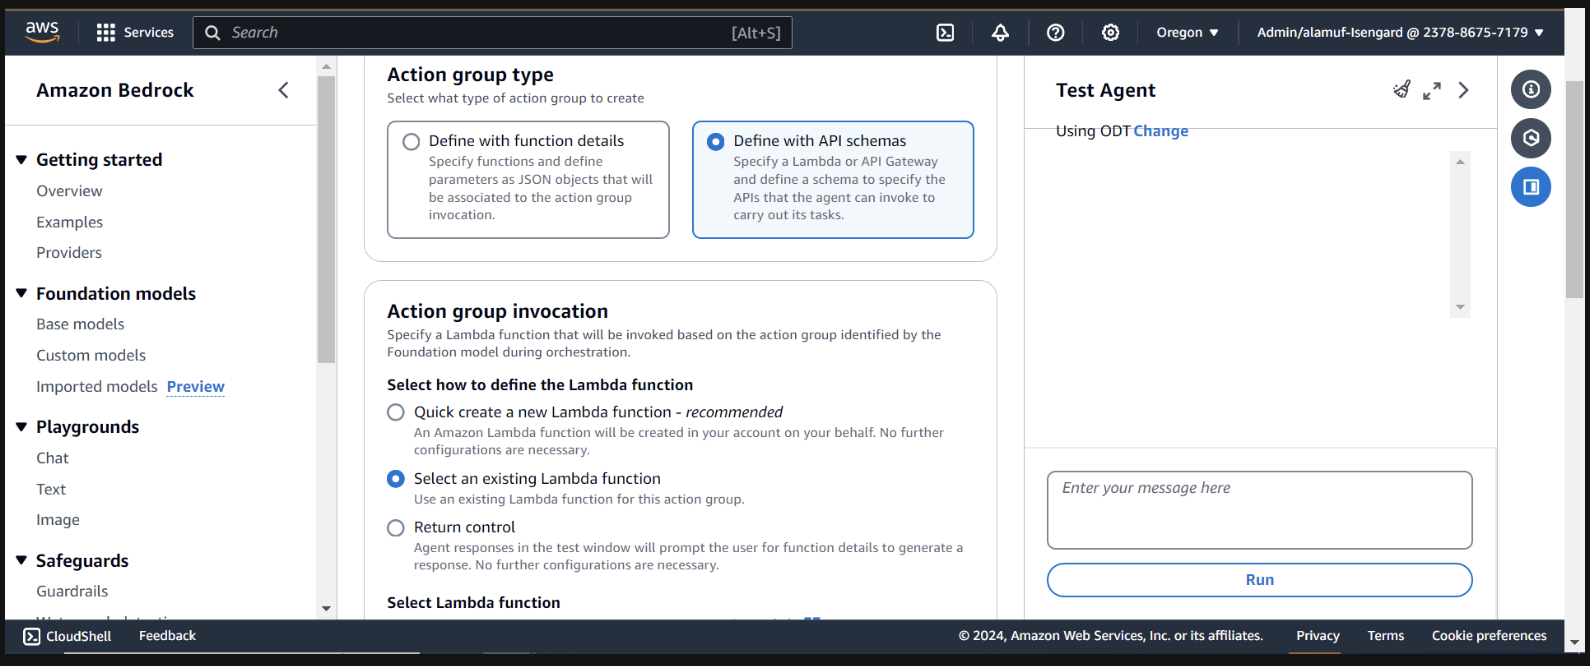 aws
Services
Search
[Alt+S]
Oregon
Admin/alamuf-Isengard @ 2378-8675-7179
Amazon Bedrock
Getting started
Overview
Examples
Providers
Foundation models
Base models
Custom models
Imported models Preview
Playgrounds
Chat
Text
Image
Safeguards
Guardrails
Action group type
Select what type of action group to create
Define with function details
Specify functions and define
parameters as JSON objects that will
be associated to the action group
invocation.
Define with API schemas
Specify a Lambda or API Gateway
and define a schema to specify the
APIs that the agent can invoke to
carry out its tasks.
Action group invocation
Specify a Lambda function that will be invoked based on the action group identified by the
Foundation model during orchestration.
Select how to define the Lambda function
Quick create a new Lambda function - recommended
An Amazon Lambda function will be created in your account on your behalf. No further
configurations are necessary.
Select an existing Lambda function
Use an existing Lambda function for this action group.
Return control
Agent responses in the test window will prompt the user for function details to generate a
response. No further configurations are necessary.
Select Lambda function
Test Agent
Using ODT Change
Enter your message here
Run
CloudShell
Feedback
© 2024, Amazon Web Services, Inc. or its affiliates.
Privacy
Terms
Cookie preferences